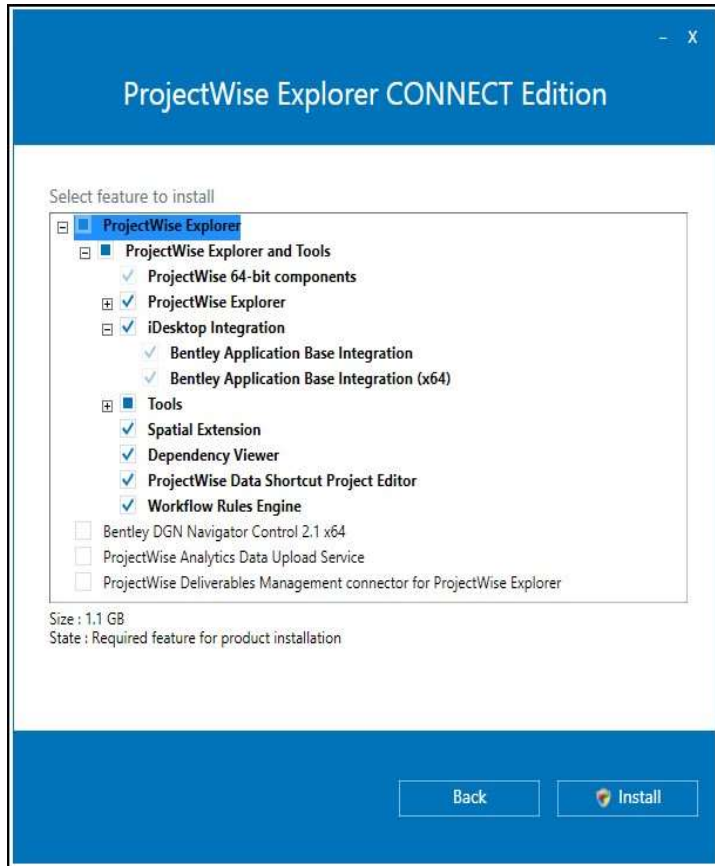 – X
ProjectWise Explorer CONNECT Edition
Select feature to install
ProjectWise Explorer
ProjectWise Explorer and Tools
ProjectWise 64-bit components
ProjectWise Explorer
iDesktop Integration
Bentley Application Base Integration
Bentley Application Base Integration (x64)
Tools
Spatial Extension
Dependency Viewer
ProjectWise Data Shortcut Project Editor
Workflow Rules Engine
Bentley DGN Navigator Control 2.1 x64
ProjectWise Analytics Data Upload Service
ProjectWise Deliverables Management connector for ProjectWise Explorer
Size : 1.1 GB
State : Required feature for product installation
Back Install